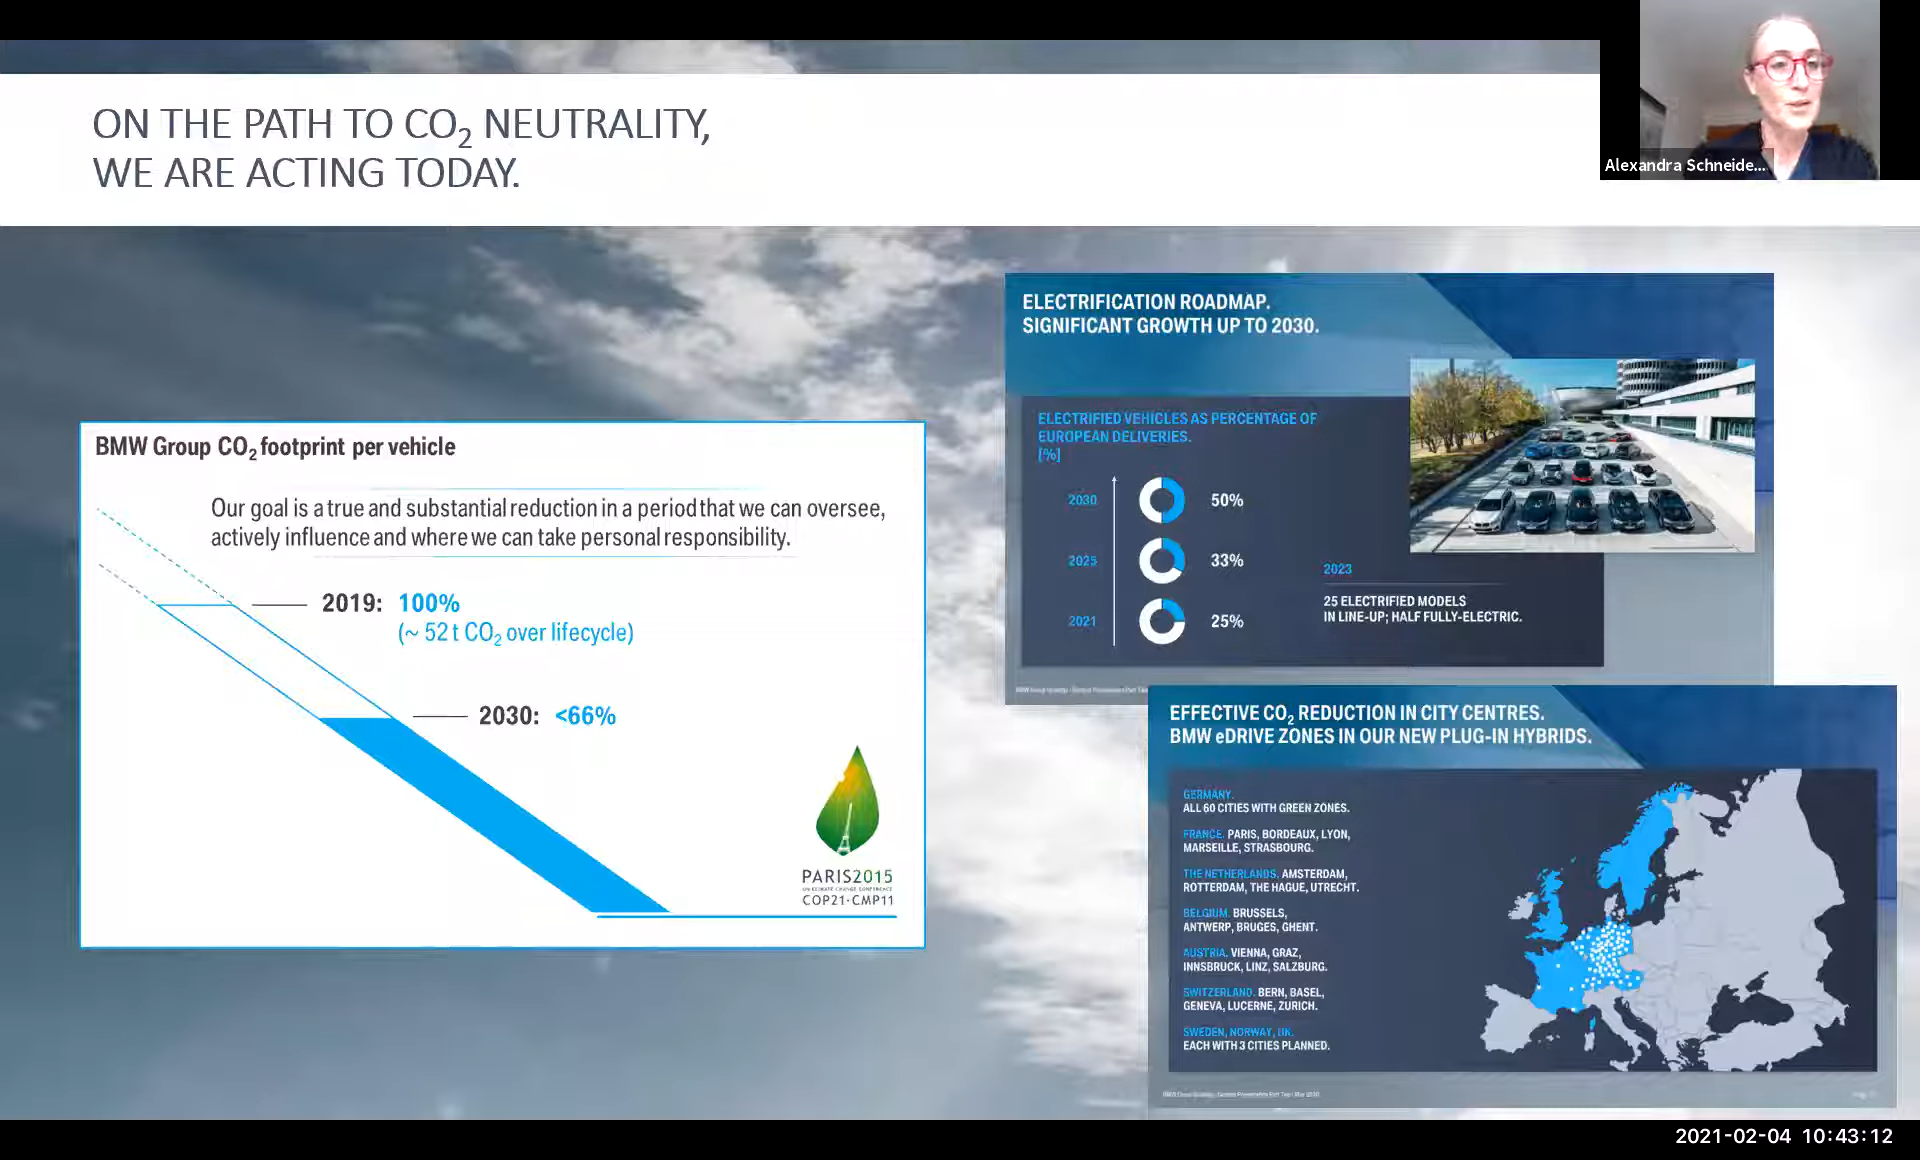 ON THE PATH TO CO₂ NEUTRALITY,
WE ARE ACTING TODAY.
Alexandra Schneide...
BMW Group CO₂ footprint per vehicle
Our goal is a true and substantial reduction in a period that we can oversee,
actively influence and where we can take personal responsibility.
2019: 100%
(~ 52 t CO₂ over lifecycle)
2030: <66%
PARIS2015
UN CLIMATE CHANGE CONFERENCE
COP21·CMP11
ELECTRIFICATION ROADMAP.
SIGNIFICANT GROWTH UP TO 2030.
ELECTRIFIED VEHICLES AS PERCENTAGE OF
EUROPEAN DELIVERIES.
[%]
2030 50%
2025 33%
2021 25%
2023
25 ELECTRIFIED MODELS
IN LINE-UP; HALF FULLY-ELECTRIC.
EFFECTIVE CO₂ REDUCTION IN CITY CENTRES.
BMW eDRIVE ZONES IN OUR NEW PLUG-IN HYBRIDS.
GERMANY.
ALL 60 CITIES WITH GREEN ZONES.
FRANCE. PARIS, BORDEAUX, LYON,
MARSEILLE, STRASBOURG.
THE NETHERLANDS. AMSTERDAM,
ROTTERDAM, THE HAGUE, UTRECHT.
BELGIUM. BRUSSELS,
ANTWERP, BRUGES, GHENT.
AUSTRIA. VIENNA, GRAZ,
INNSBRUCK, LINZ, SALZBURG.
SWITZERLAND. BERN, BASEL,
GENEVA, LUCERNE, ZURICH.
SWEDEN, NORWAY, UK.
EACH WITH 3 CITIES PLANNED.
2021-02-04 10:43:12